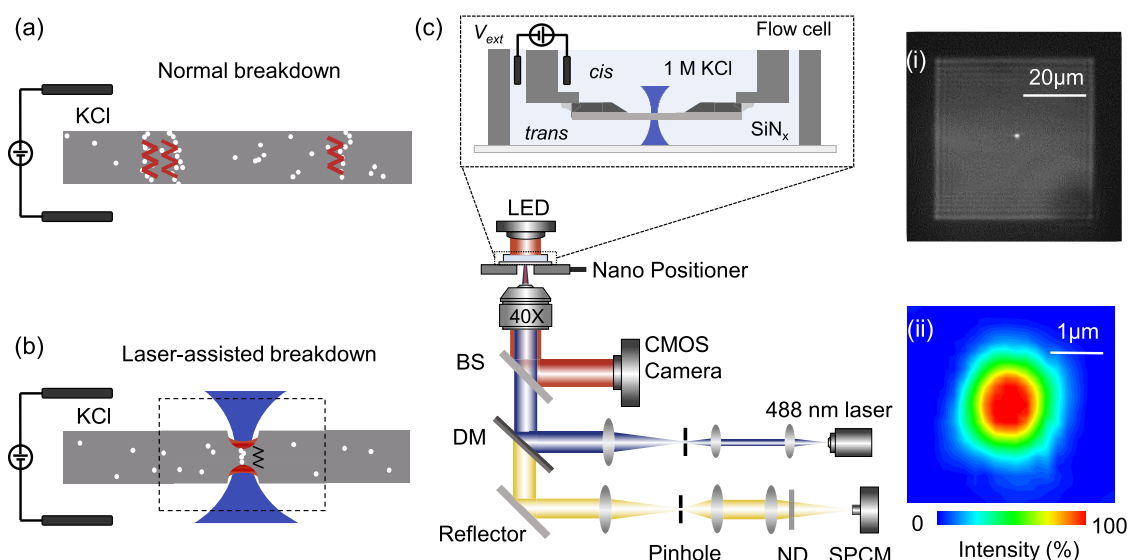 (a)
Normal breakdown
KCl
(b)
Laser-assisted breakdown
KCl
(c)
V_ext
Flow cell
cis
1 M KCl
trans
SiN_x
LED
Nano Positioner
40X
BS
CMOS
Camera
DM
488 nm laser
Reflector
Pinhole
ND
SPCM
(i)
20µm
(ii)
1µm
0
100
Intensity (%)